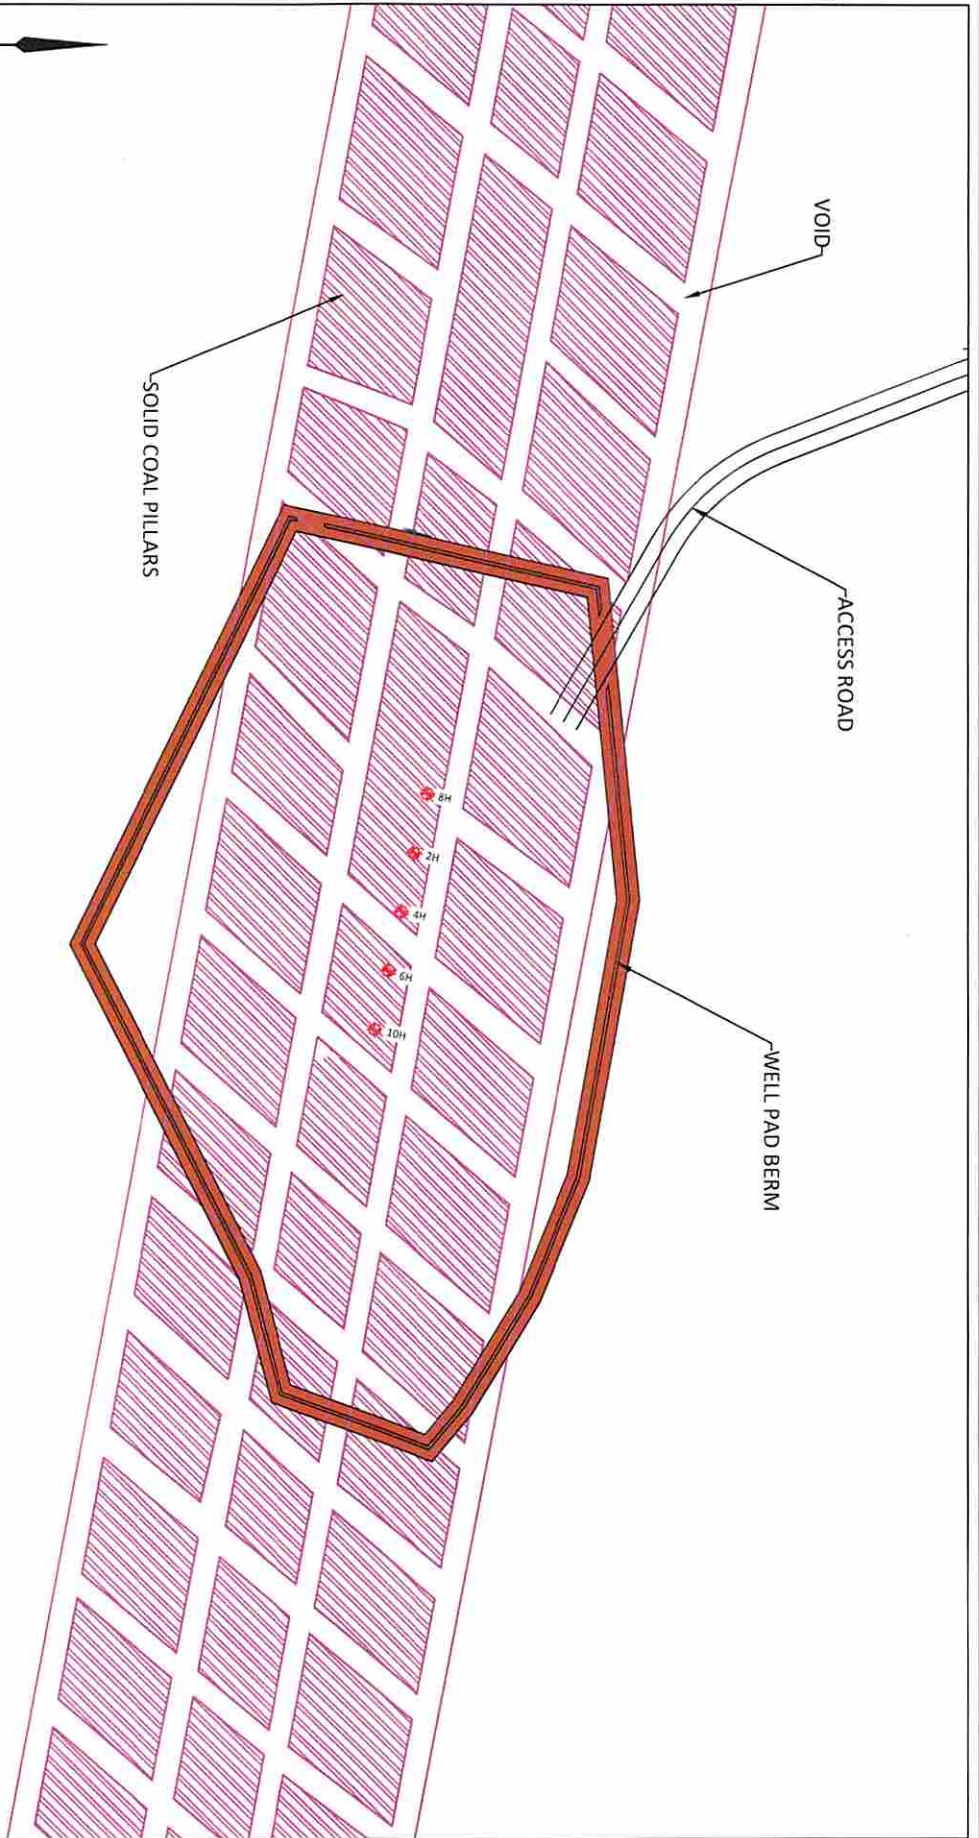 VOID
ACCESS ROAD
SOLID COAL PILLARS
WELL PAD BERM
8H
2H
4H
6H
10H